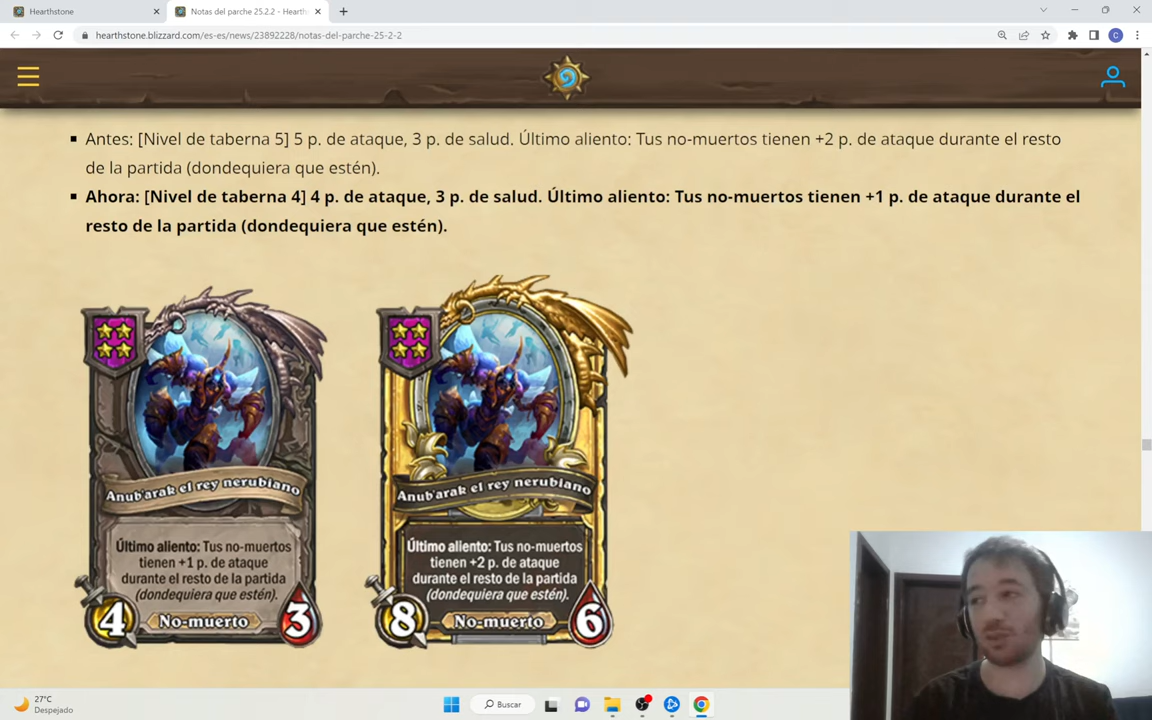 Hearthstone
Notas del parche 25.2.2 - Hearths
hearthstone.blizzard.com/es-es/news/23892228/notas-del-parche-25-2-2
C
Antes: [Nivel de taberna 5] 5 p. de ataque, 3 p. de salud. Último aliento: Tus no-muertos tienen +2 p. de ataque durante el resto
de la partida (dondequiera que estén).
Ahora: [Nivel de taberna 4] 4 p. de ataque, 3 p. de salud. Último aliento: Tus no-muertos tienen +1 p. de ataque durante el
resto de la partida (dondequiera que estén).
Anub'arak el rey nerubiano
Último aliento: Tus no-muertos
tienen +1 p. de ataque
durante el resto de la partida
(dondequiera que estén).
4
No-muerto
3
Anub'arak el rey nerubiano
Último aliento: Tus no-muertos
tienen +2 p. de ataque
durante el resto de la partida
(dondequiera que estén).
8
No-muerto
6
27°C
Despejado
Buscar